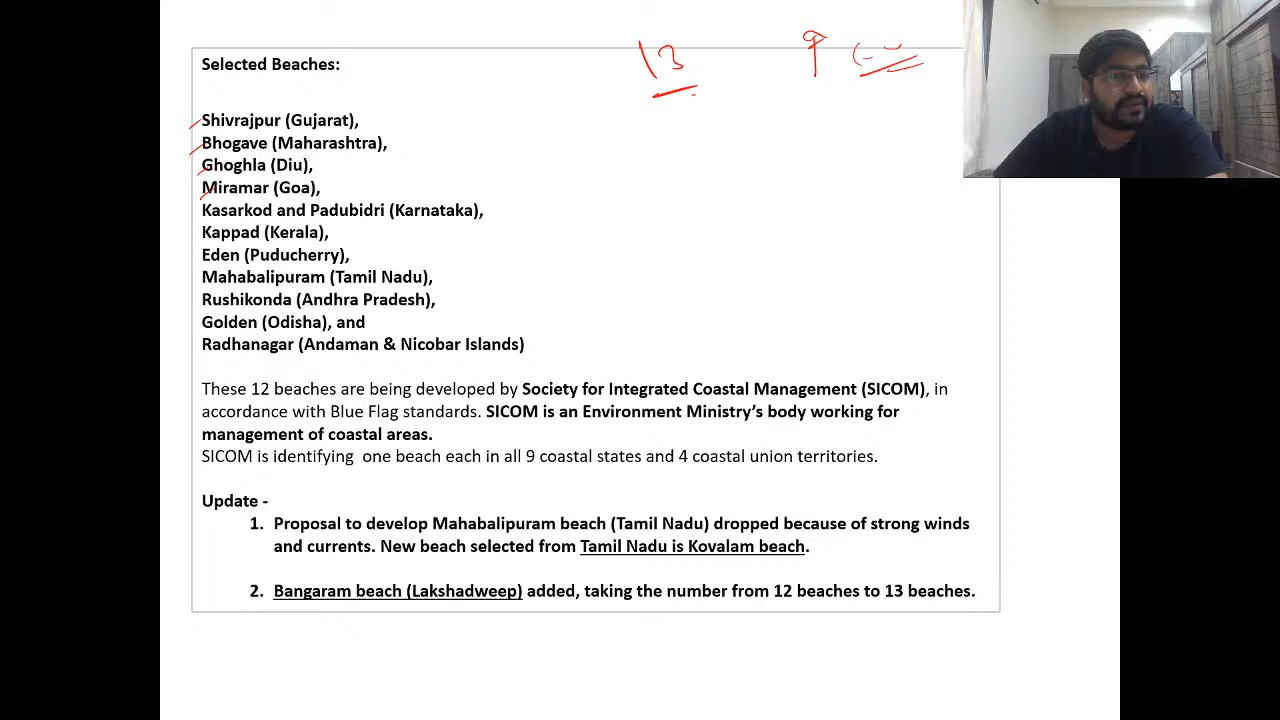 13
Selected Beaches:
Shivrajpur (Gujarat),
Bhogave (Maharashtra),
Ghoghla (Diu),
Miramar (Goa),
Kasarkod and Padubidri (Karnataka),
Kappad (Kerala),
Eden (Puducherry),
Mahabalipuram (Tamil Nadu),
Rushikonda (Andhra Pradesh),
Golden (Odisha), and
Radhanagar (Andaman & Nicobar Islands)
These 12 beaches are being developed by Society for Integrated Coastal Management (SICOM), in
accordance with Blue Flag standards. SICOM is an Environment Ministry’s body working for
management of coastal areas.
SICOM is identifying one beach each in all 9 coastal states and 4 coastal union territories.
Update -
1. Proposal to develop Mahabalipuram beach (Tamil Nadu) dropped because of strong winds
and currents. New beach selected from Tamil Nadu is Kovalam beach.
2. Bangaram beach (Lakshadweep) added, taking the number from 12 beaches to 13 beaches.